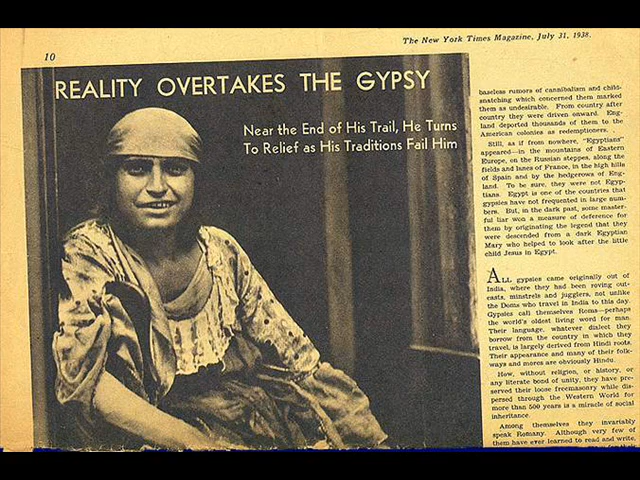 The New York Times Magazine, July 31, 1938.
10
REALITY OVERTAKES THE GYPSY
Near the End of His Trail, He Turns
To Relief as His Traditions Fail Him
baseless rumors of cannibalism and child-
snatching which concerned them marked
them as undesirable. From country after
country they were driven onward. Eng-
land deported thousands of them to the
American colonies as redemptioners.
Still, as if from nowhere, "Egyptians"
appeared—in the mountains of Eastern
Europe, on the Russian steppes, along the
fields and lanes of France, in the high hills
of Spain and by the hedgerows of Eng-
land. To be sure, they were not Egyp-
tians. Egypt is one of the countries that
gypsies have not frequented in large num-
bers. But, in the dark past, some master-
ful liar won a measure of deference for
them by originating the legend that they
were descended from a dark Egyptian
Mary who helped to look after the little
child Jesus in Egypt.
ALL gypsies came originally out of
India, where they had been roving out-
casts, minstrels and jugglers, not unlike
the Doms who travel in India to this day.
Gypsies call themselves Roms—perhaps
the world's oldest living word for man.
Their language, whatever dialect they
borrow from the country in which they
travel, is largely derived from Hindi roots.
Their appearance and many of their folk-
ways and mores are obviously Hindu.
How, without religion, or history, or
any literate bond of unity, they have pre-
served their loose freemasonry while dis-
persed through the Western World for
more than 500 years is a miracle of social
inheritance.
Among themselves they invariably
speak Romany. Although very few of
them have ever learned to read and write,